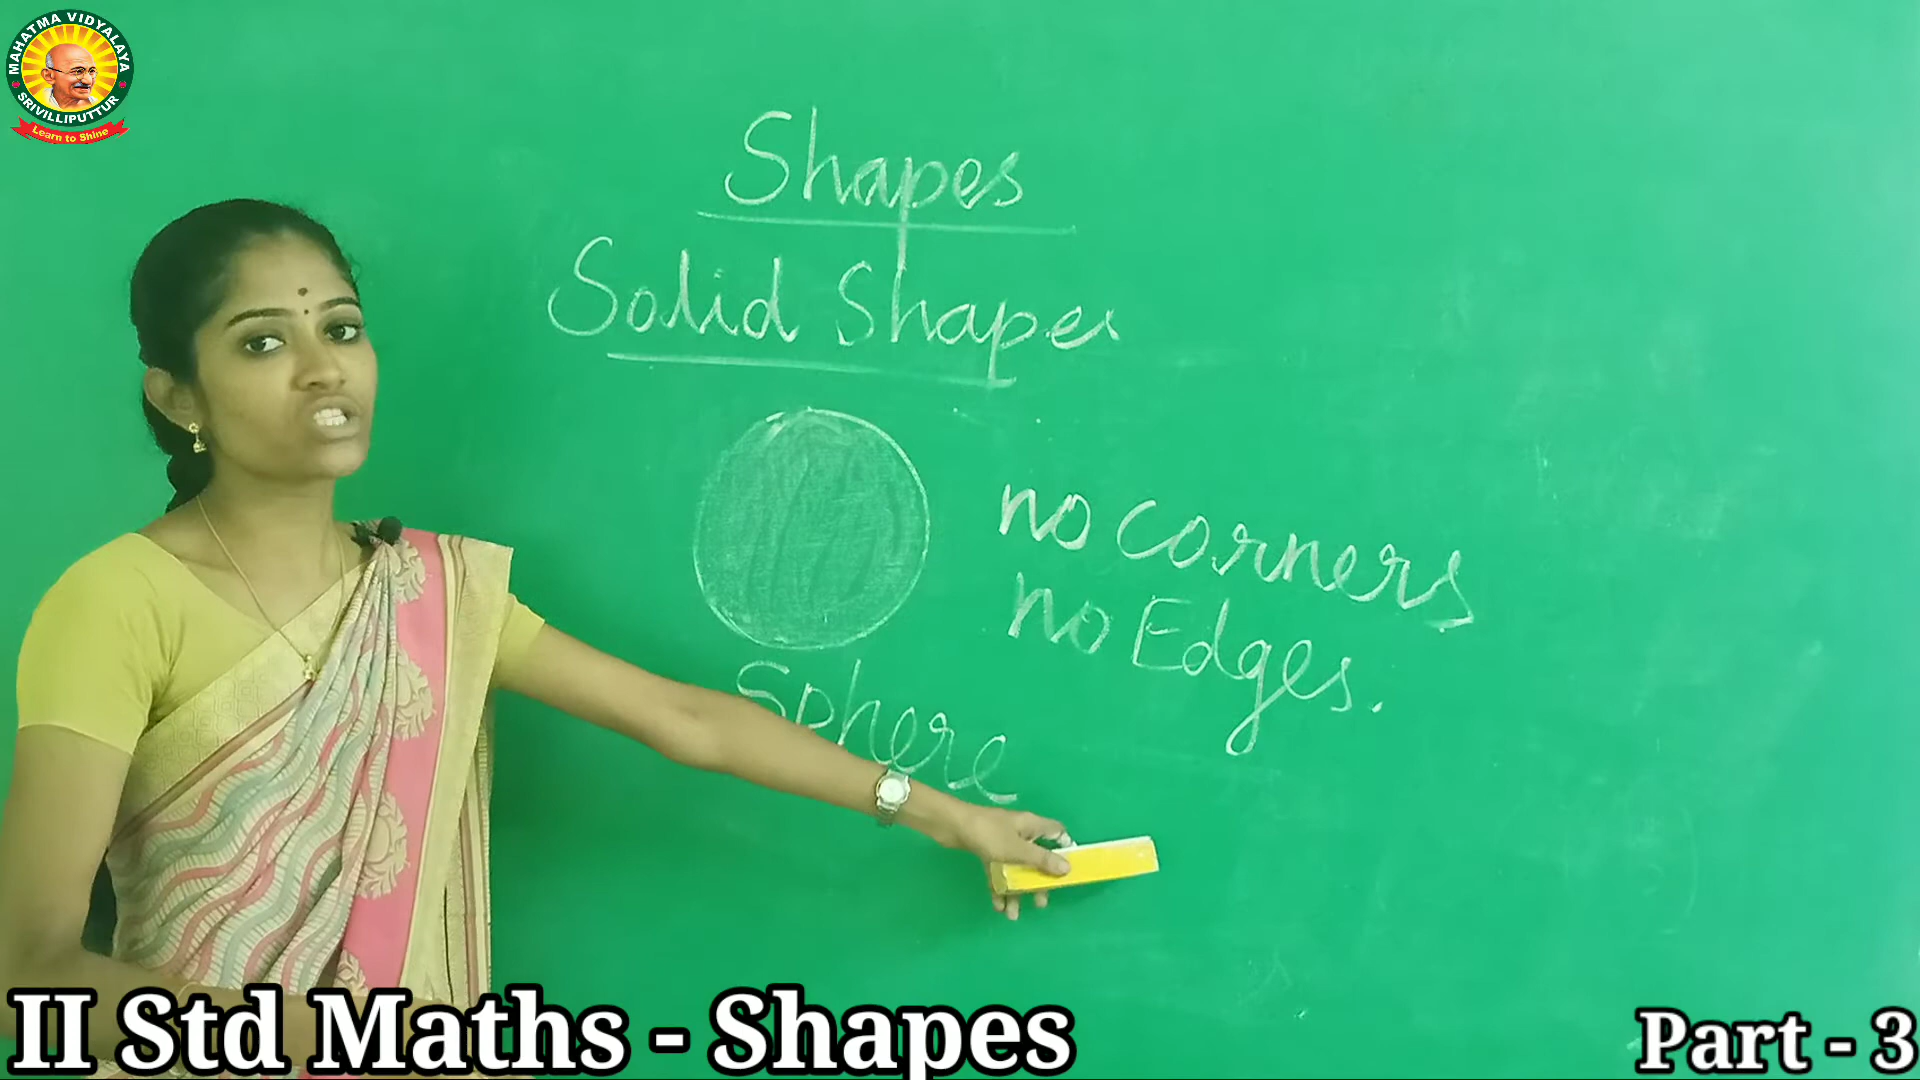 MAHATMA VIDYALAYA
SRIVILLIPUTTUR
Learn to Shine
Shapes
Solid Shapes
no corners
no Edges.
Sphere
II Std Maths - Shapes
Part - 3